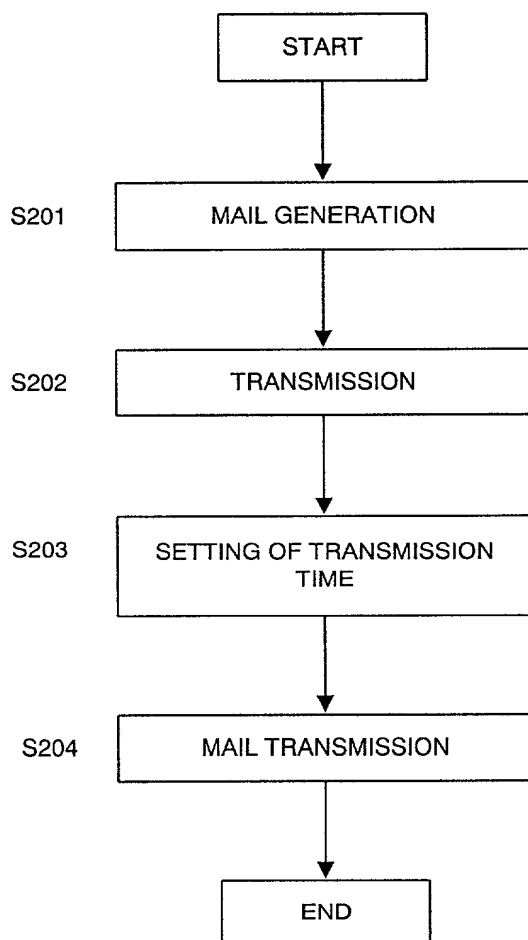 START
S201
MAIL GENERATION
S202
TRANSMISSION
S203
SETTING OF TRANSMISSION
TIME
S204
MAIL TRANSMISSION
END